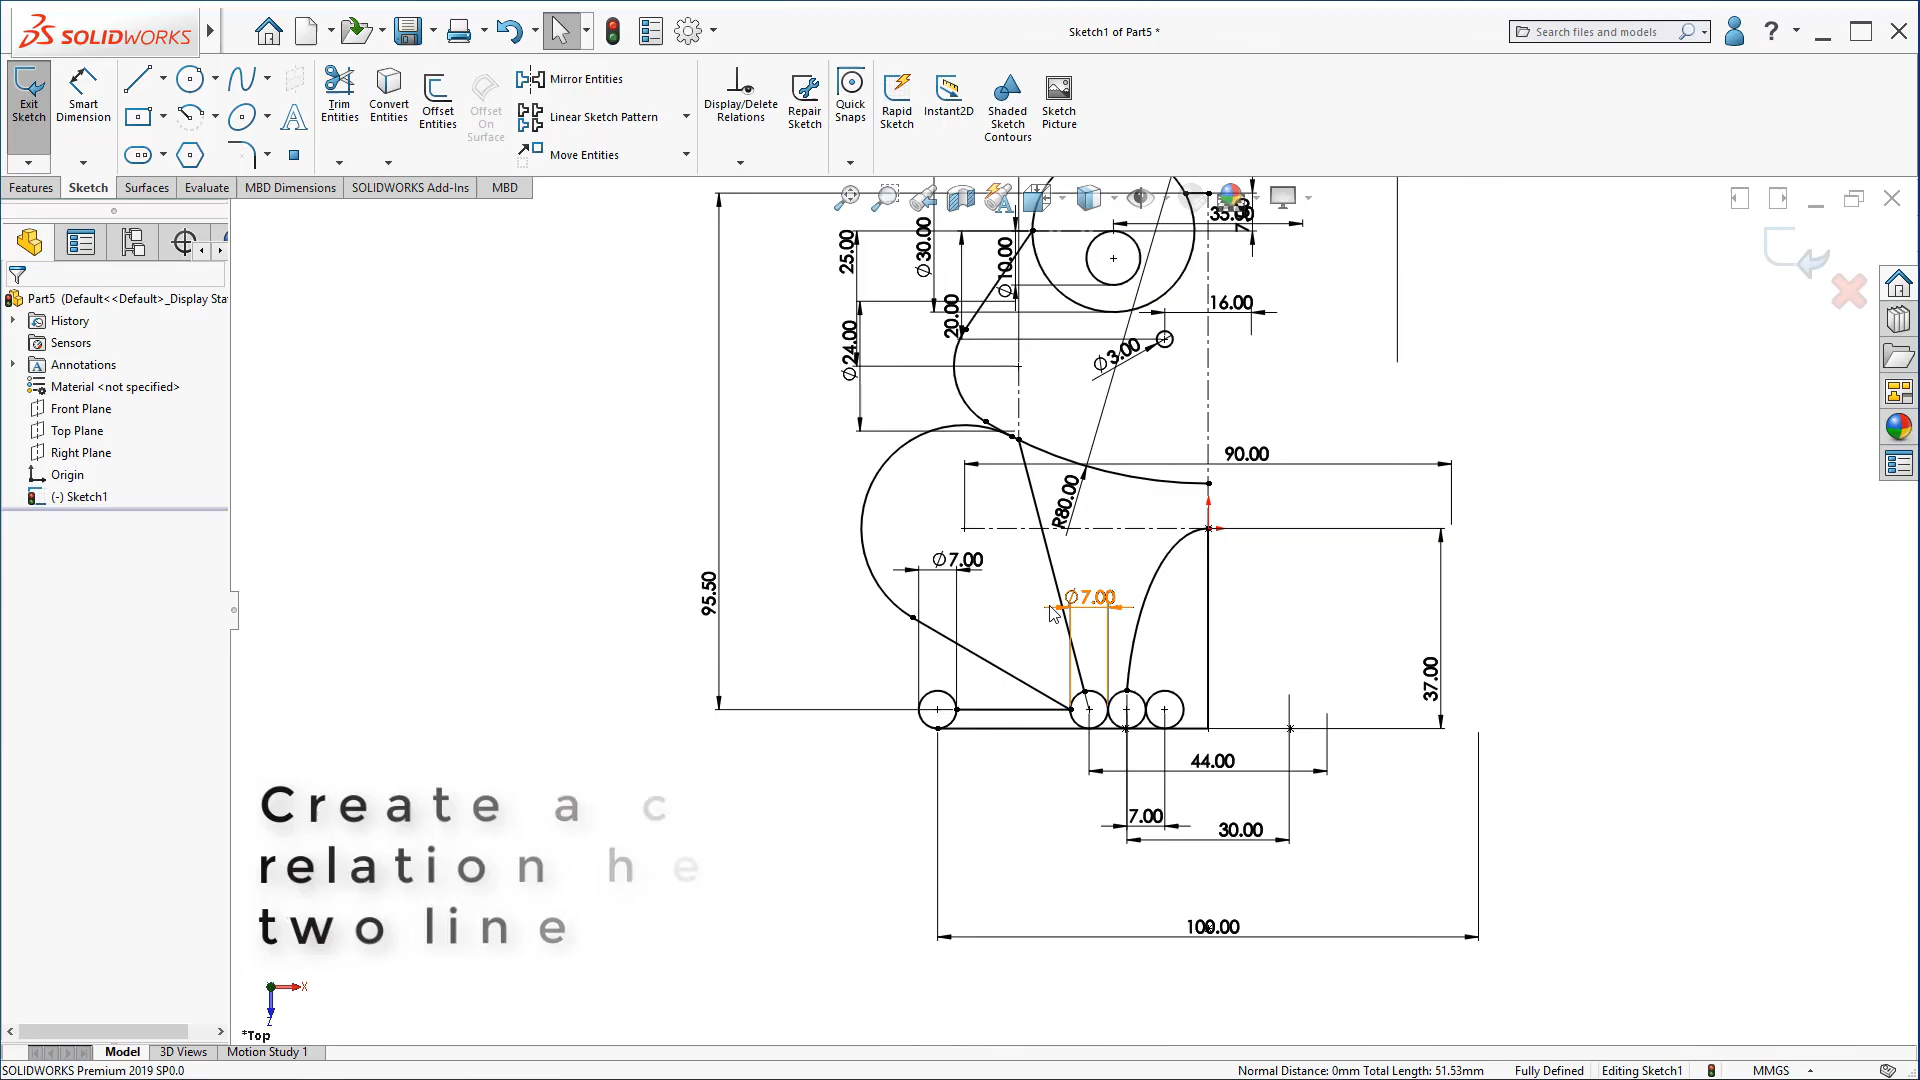 SOLIDWORKS
Sketch1 of Part5 *
Search files and models
Exit Sketch
Smart Dimension
Trim Entities
Convert Entities
Offset Entities
Offset On Surface
Mirror Entities
Linear Sketch Pattern
Move Entities
Display/Delete Relations
Repair Sketch
Quick Snaps
Rapid Sketch
Instant2D
Shaded Sketch Contours
Sketch Picture
Features
Sketch
Surfaces
Evaluate
MBD Dimensions
SOLIDWORKS Add-Ins
MBD
Part5 (Default<<Default>_Display Sta
History
Sensors
Annotations
Material <not specified>
Front Plane
Top Plane
Right Plane
Origin
(-) Sketch1
35.00
25.00
Ø30.00
Ø10.00
20.00
16.00
Ø24.00
Ø3.00
90.00
R80.00
Ø7.00
Ø7.00
95.50
37.00
44.00
7.00
30.00
100.00
Create a c
relation he
two line
X
Z
*Top
Model
3D Views
Motion Study 1
SOLIDWORKS Premium 2019 SP0.0
Normal Distance: 0mm Total Length: 51.53mm
Fully Defined
Editing Sketch1
MMGS